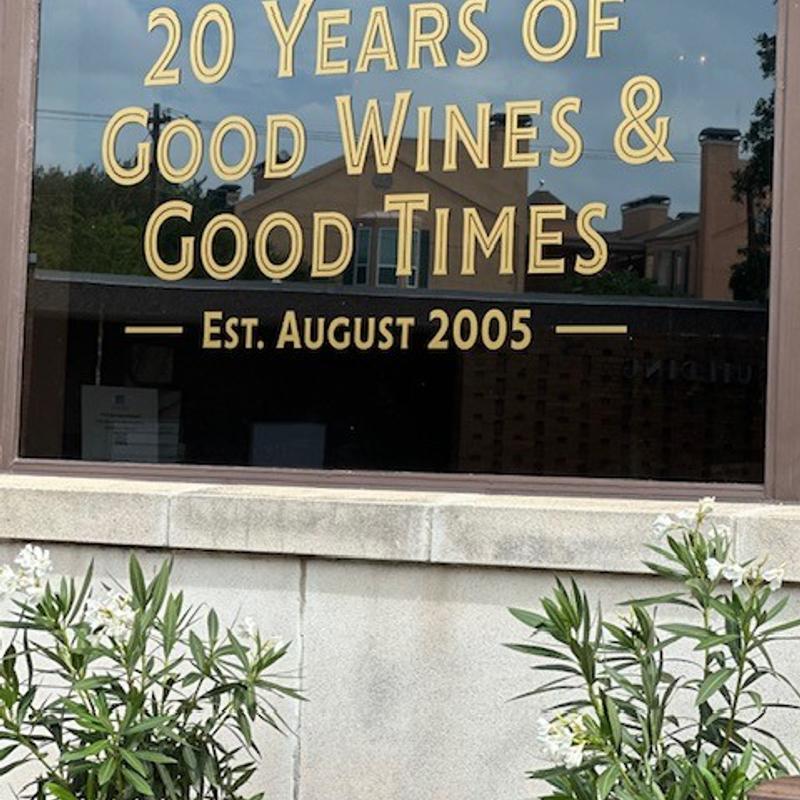 20 Years of
Good Wines &
Good Times
Est. August 2005